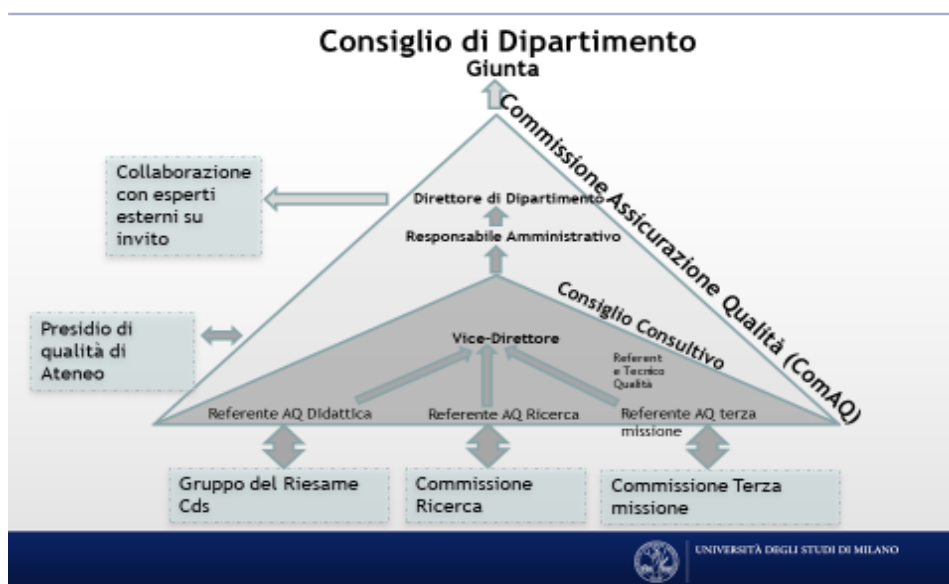 Consiglio di Dipartimento
Giunta
Commissione Assicurazione Qualità (ComAQ)
Collaborazione
con esperti
esterni su
invito
Direttore di Dipartimento
Responsabile Amministrativo
Consiglio Consultivo
Presidio di
qualità di
Ateneo
Vice-Direttore
Referent
e Tecnico
Qualità
Referente AQ Didattica
Referente AQ Ricerca
Referente AQ terza
missione
Gruppo del Riesame
Cds
Commissione
Ricerca
Commissione Terza
missione
UNIVERSITÀ DEGLI STUDI DI MILANO